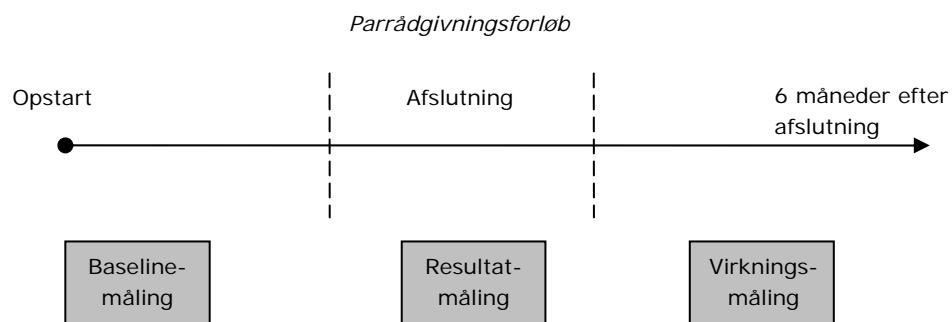 Parrådgivningsforløb
Opstart
Afslutning
6 måneder efter
afslutning
Baseline-
måling
Resultat-
måling
Virknings-
måling